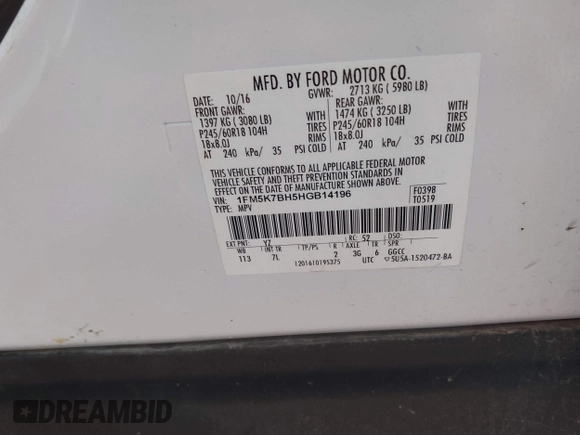 MFD. BY FORD MOTOR CO.
DATE: 10/16 GVWR: 2713 KG ( 5980 LB)
FRONT GAWR: REAR GAWR:
1397 KG ( 3080 LB) WITH 1474 KG ( 3250 LB) WITH
P245/60R18 104H TIRES P245/60R18 104H TIRES
18x8.0J RIMS 18x8.0J RIMS
AT 240 kPa/ 35 PSI COLD AT 240 kPa/ 35 PSI COLD
THIS VEHICLE CONFORMS TO ALL APPLICABLE FEDERAL MOTOR
VEHICLE SAFETY AND THEFT PREVENTION STANDARDS IN
EFFECT ON THE DATE OF MANUFACTURE SHOWN ABOVE.
VIN: 1FM5K7BH5HGB14196 F0398
TYPE: MPV T0519
EXT PNT: YZ RC: 52 DSO:
WB INT TR TP/PS R AXLE TR SPR
113 7L 2 3G 6 GGCC
1201610195375 UTC 5U5A-1520472-BA
DREAMBID